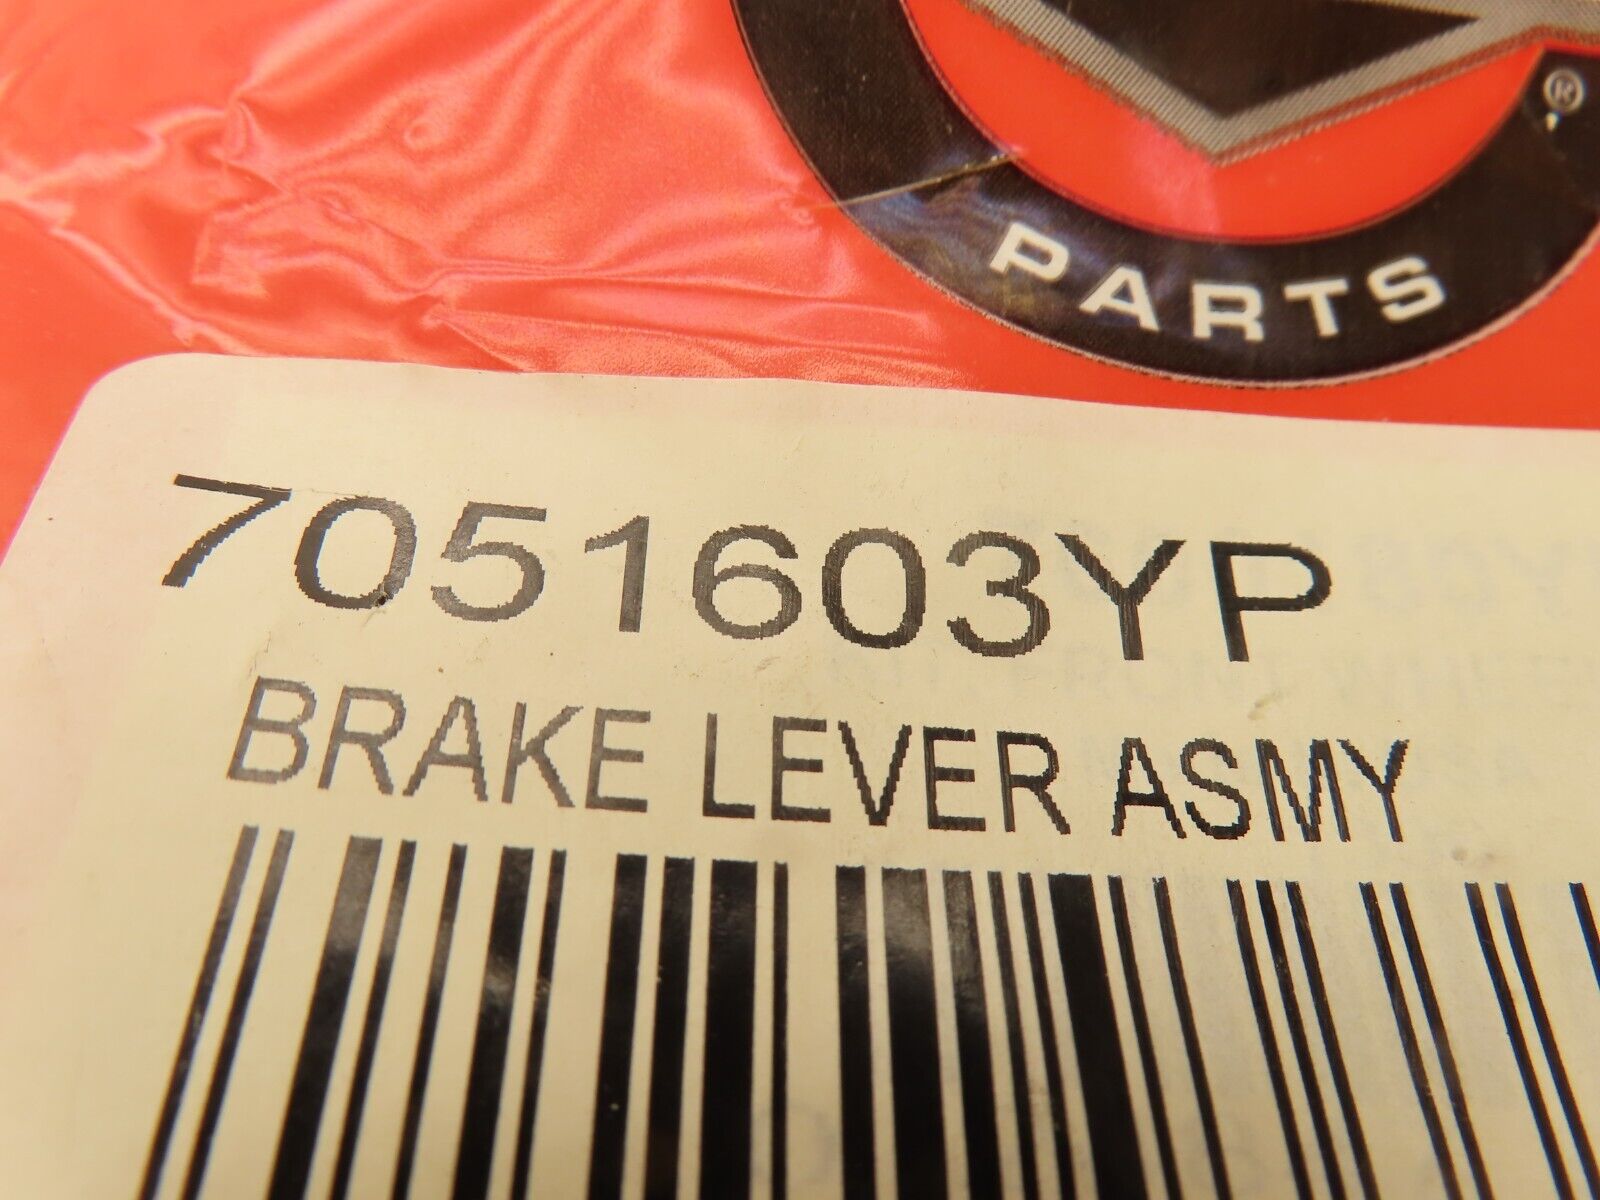 ®
PARTS
7051603YP
BRAKE LEVER ASMY